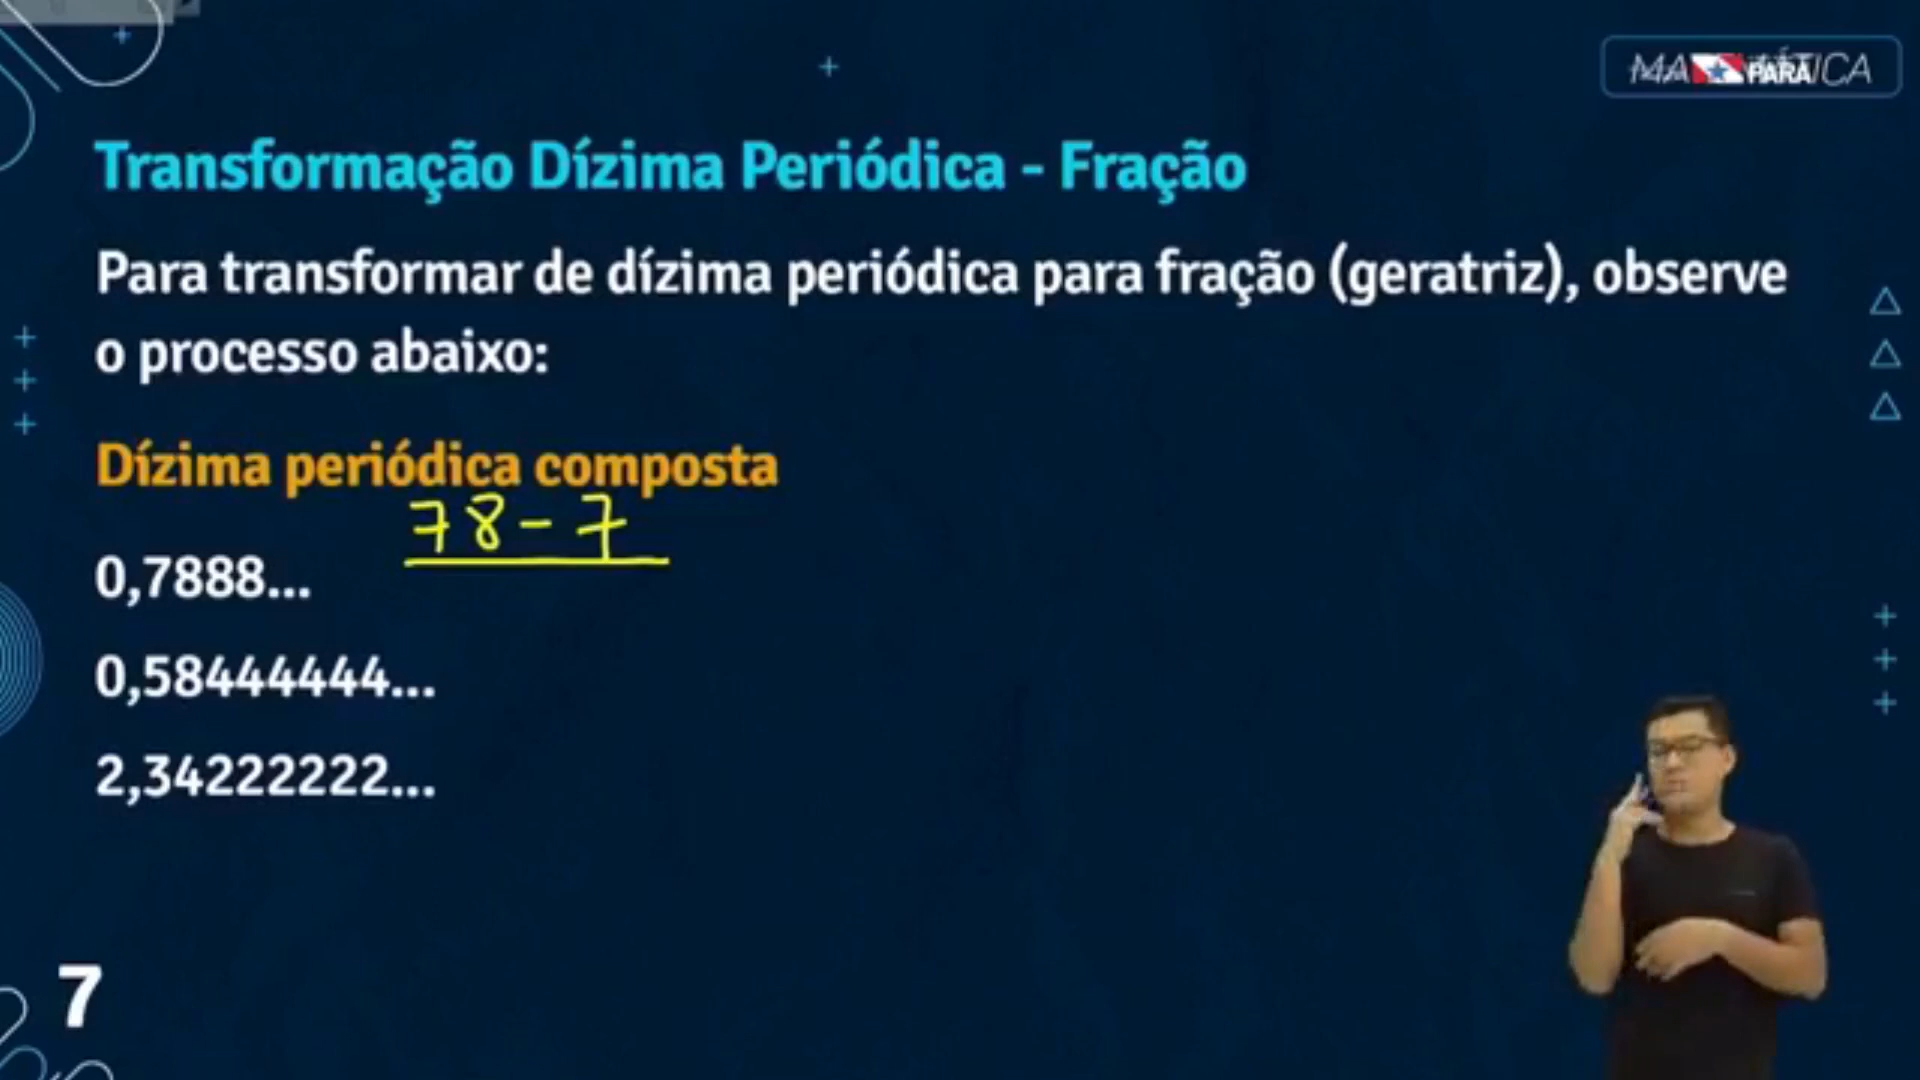 PARÁ
Transformação Dízima Periódica - Fração
Para transformar de dízima periódica para fração (geratriz), observe
o processo abaixo:
Dízima periódica composta
78-7
0,7888...
0,58444444...
2,34222222...
7